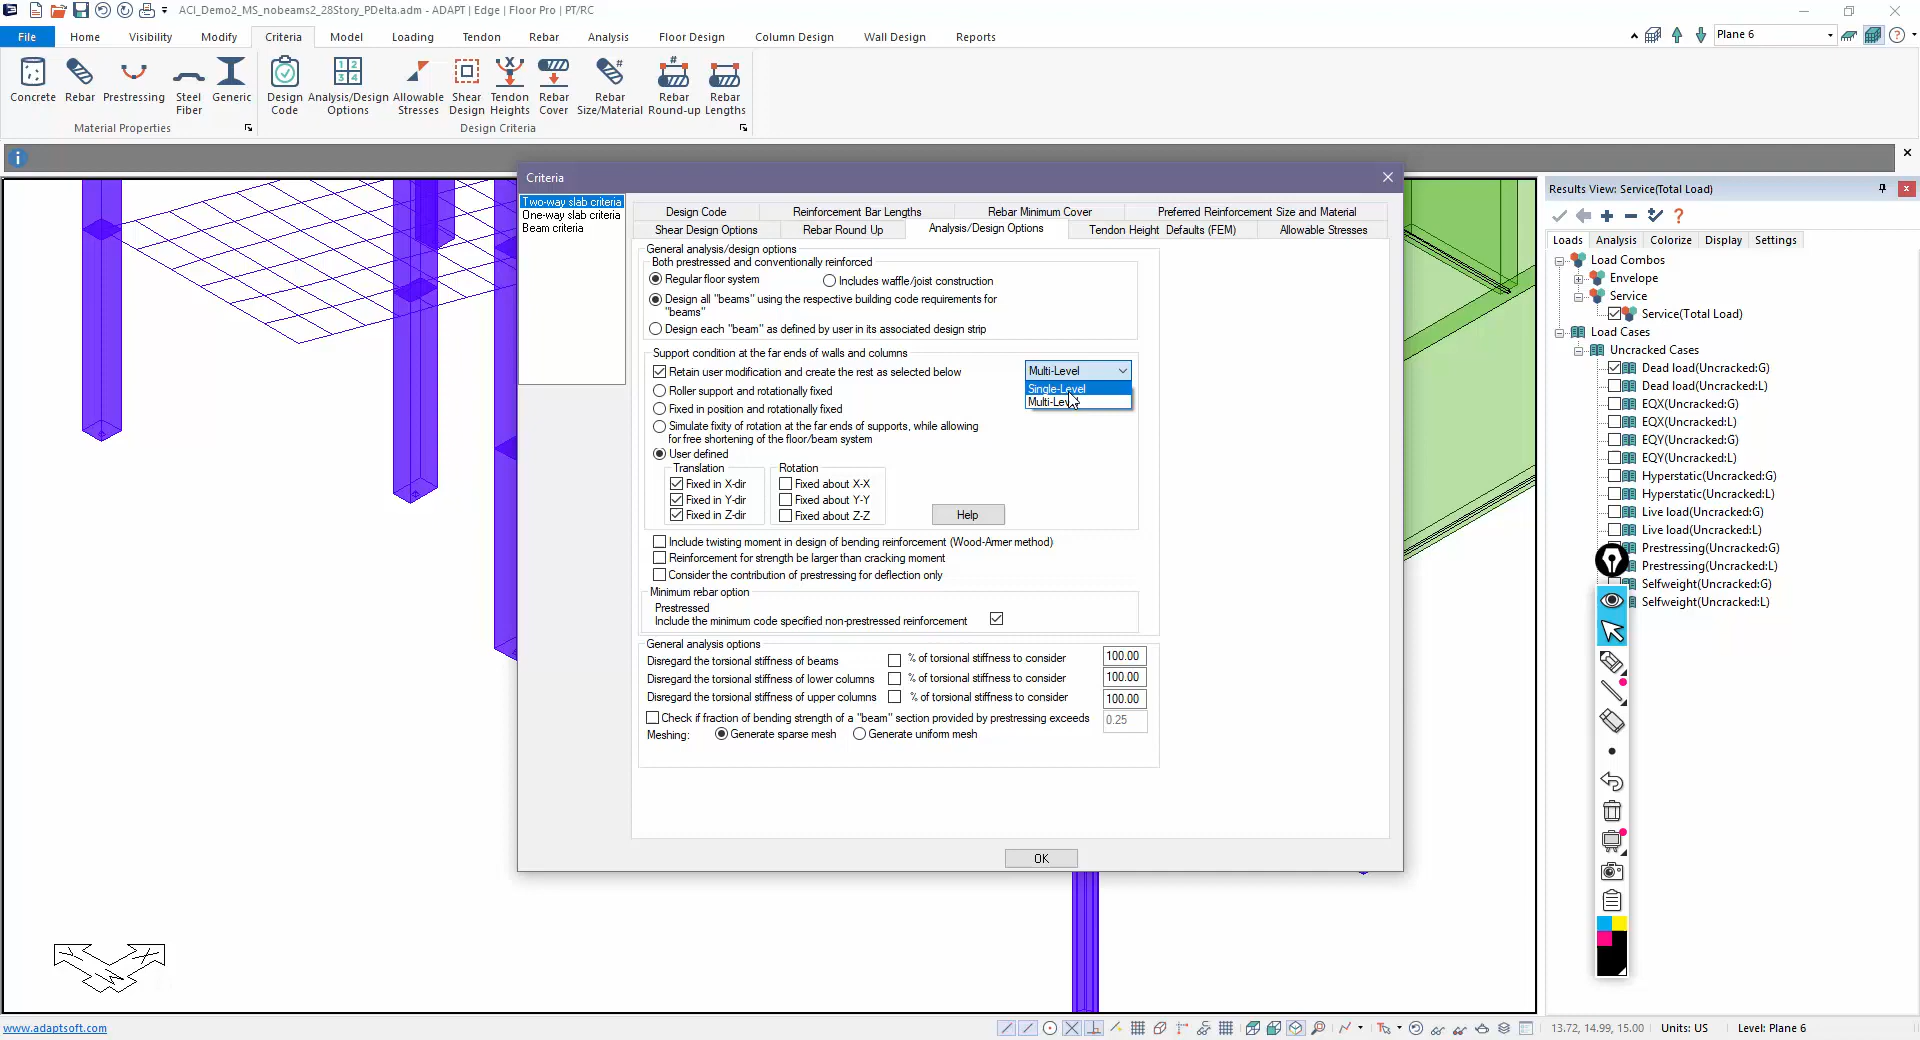 ACI_Demo2_MS_nobeams2_28Story_PDelta.adm - ADAPT | Edge | Floor Pro | PT/RC
File Home Visibility Modify Criteria Model Loading Tendon Rebar Analysis Floor Design Column Design Wall Design Reports Plane 6
Concrete Rebar Prestressing Steel Fiber Generic Design Code Analysis/Design Options Allowable Stresses Shear Design Tendon Heights Rebar Cover Rebar Size/Material Rebar Round-up Rebar Lengths
Material Properties Design Criteria
Criteria
Two-way slab criteria
One-way slab criteria
Beam criteria
Design Code Reinforcement Bar Lengths Rebar Minimum Cover Preferred Reinforcement Size and Material
Shear Design Options Rebar Round Up Analysis/Design Options Tendon Height Defaults (FEM) Allowable Stresses
General analysis/design options
Both prestressed and conventionally reinforced
Regular floor system Includes waffle/joist construction
Design all "beams" using the respective building code requirements for
"beams"
Design each "beam" as defined by user in its associated design strip
Support condition at the far ends of walls and columns
Retain user modification and create the rest as selected below Multi-Level
Single-Level
Roller support and rotationally fixed
Fixed in position and rotationally fixed
Simulate fixity of rotation at the far ends of supports, while allowing
for free shortening of the floor/beam system
User defined
Translation Rotation
Fixed in X-dir Fixed about X-X
Fixed in Y-dir Fixed about Y-Y
Fixed in Z-dir Fixed about Z-Z
Help
Include twisting moment in design of bending reinforcement (Wood-Armer method)
Reinforcement for strength be larger than cracking moment
Consider the contribution of prestressing for deflection only
Minimum rebar option
Prestressed
Include the minimum code specified non-prestressed reinforcement
General analysis options
Disregard the torsional stiffness of beams % of torsional stiffness to consider 100.00
Disregard the torsional stiffness of lower columns % of torsional stiffness to consider 100.00
Disregard the torsional stiffness of upper columns % of torsional stiffness to consider 100.00
Check if fraction of bending strength of a "beam" section provided by prestressing exceeds 0.25
Meshing: Generate sparse mesh Generate uniform mesh
OK
Results View: Service(Total Load)
Loads Analysis Colorize Display Settings
Load Combos
Envelope
Service
Service(Total Load)
Load Cases
Uncracked Cases
Dead load(Uncracked:G)
Dead load(Uncracked:L)
EQX(Uncracked:G)
EQX(Uncracked:L)
EQY(Uncracked:G)
EQY(Uncracked:L)
Hyperstatic(Uncracked:G)
Hyperstatic(Uncracked:L)
Live load(Uncracked:G)
Live load(Uncracked:L)
Prestressing(Uncracked:G)
Prestressing(Uncracked:L)
Selfweight(Uncracked:G)
Selfweight(Uncracked:L)
www.adaptsoft.com 13.72, 14.99, 15.00 Units: US Level: Plane 6